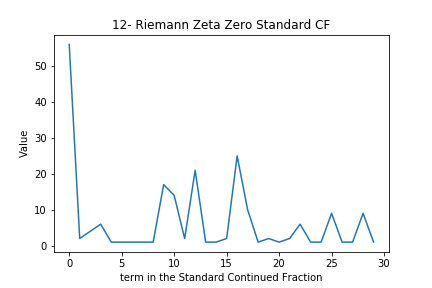 12- Riemann Zeta Zero Standard CF
Value
50
40
30
20
10
0
0 5 10 15 20 25 30
term in the Standard Continued Fraction